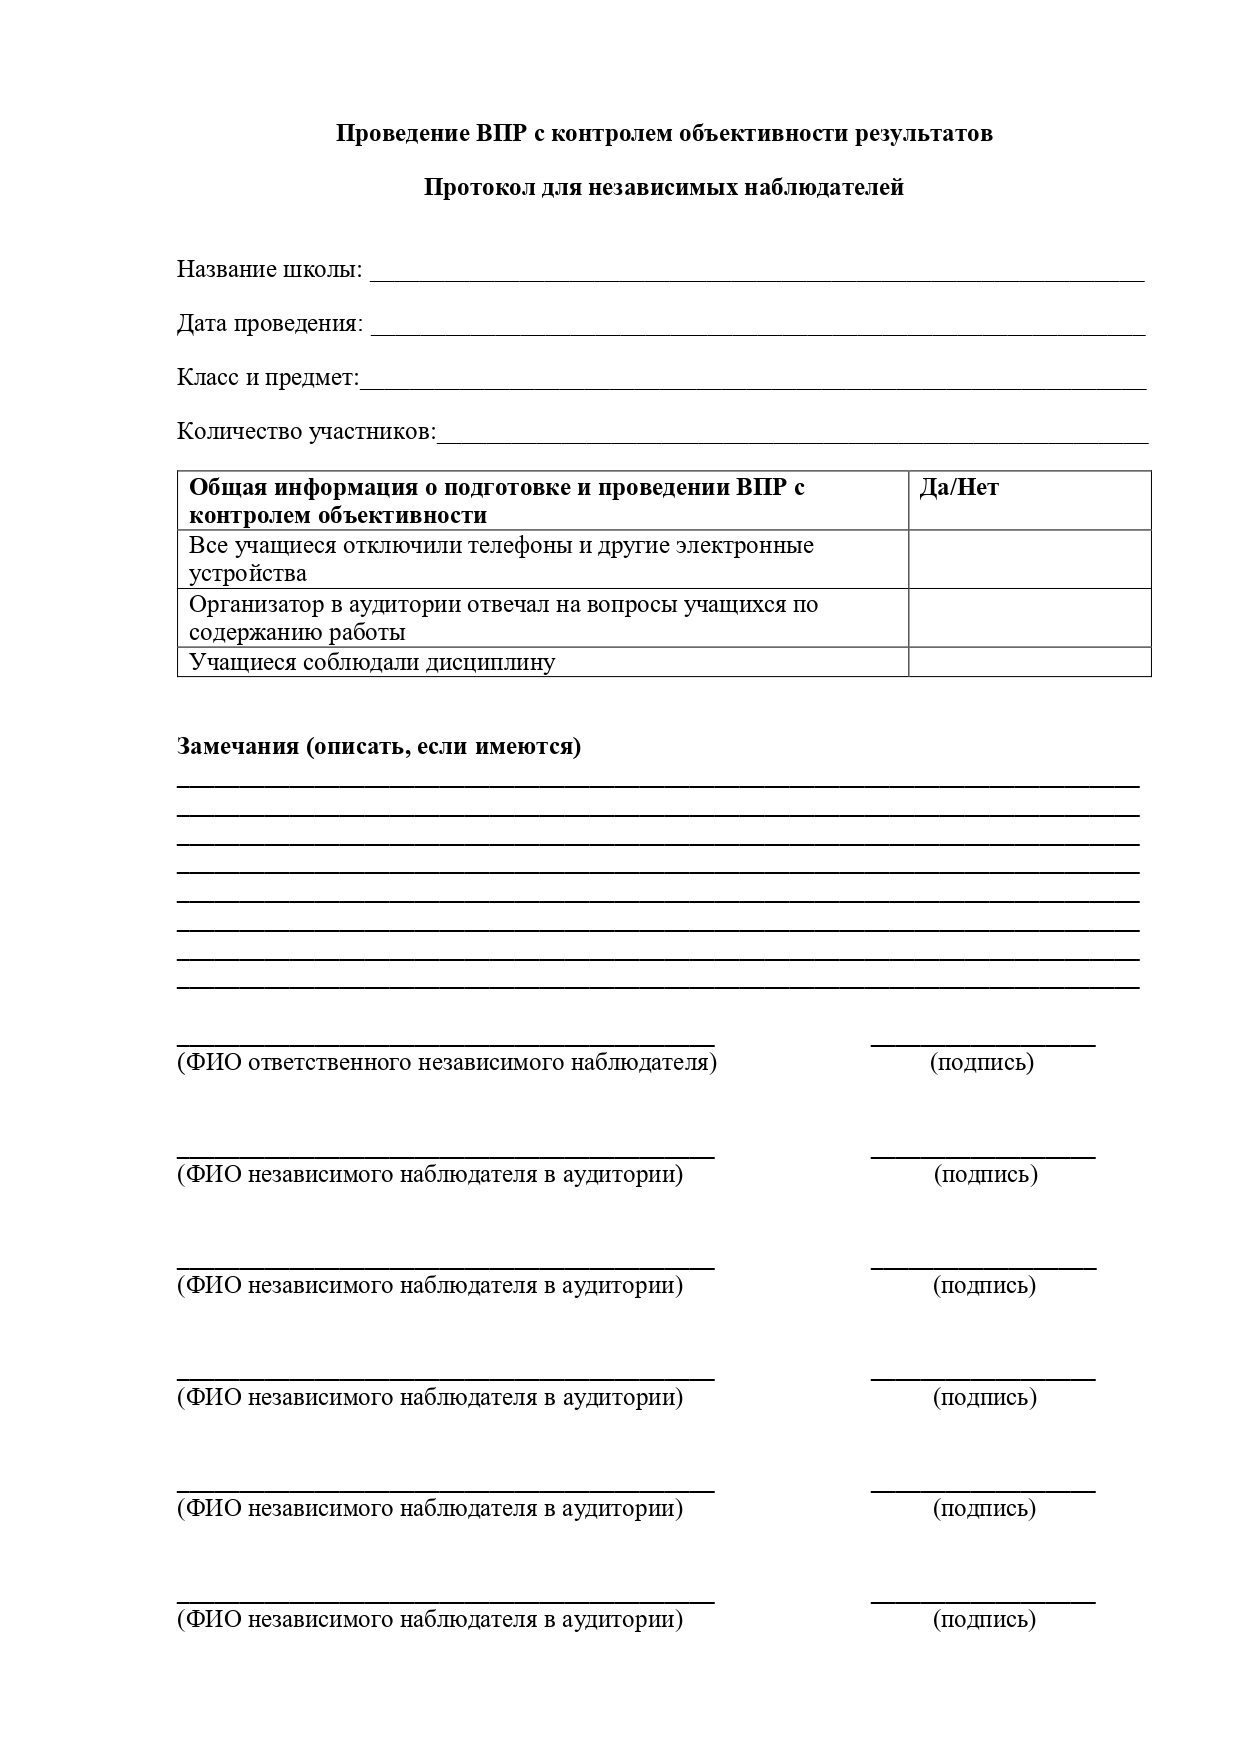 Проведение ВПР с контролем объективности результатов
Протокол для независимых наблюдателей
Название школы: ______________________________________________________________
Дата проведения: ______________________________________________________________
Класс и предмет:_______________________________________________________________
Количество участников:_________________________________________________________
Общая информация о подготовке и проведении ВПР с
контролем объективности
Да/Нет
Все учащиеся отключили телефоны и другие электронные
устройства
Организатор в аудитории отвечал на вопросы учащихся по
содержанию работы
Учащиеся соблюдали дисциплину
Замечания (описать, если имеются)
(ФИО ответственного независимого наблюдателя) (подпись)
(ФИО независимого наблюдателя в аудитории) (подпись)
(ФИО независимого наблюдателя в аудитории) (подпись)
(ФИО независимого наблюдателя в аудитории) (подпись)
(ФИО независимого наблюдателя в аудитории) (подпись)
(ФИО независимого наблюдателя в аудитории) (подпись)